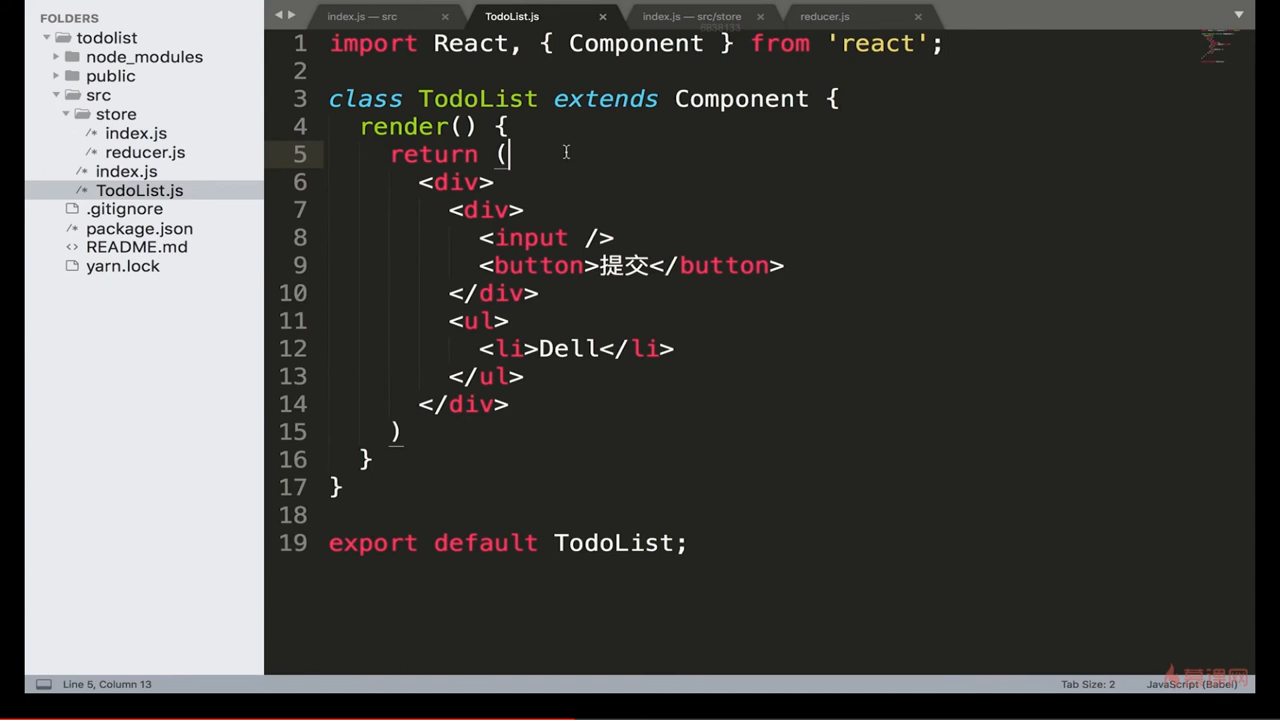 FOLDERS
todolist
node_modules
public
src
store
index.js
reducer.js
index.js
TodoList.js
.gitignore
package.json
README.md
yarn.lock
index.js — src
TodoList.js
index.js — src/store
reducer.js
6838133
1 import React, { Component } from 'react';
2
3 class TodoList extends Component {
4 render() {
5 return (
6 <div>
7 <div>
8 <input />
9 <button>提交</button>
10 </div>
11 <ul>
12 <li>Dell</li>
13 </ul>
14 </div>
15 )
16 }
17 }
18
19 export default TodoList;
慕课网
Line 5, Column 13
Tab Size: 2
JavaScript (Babel)